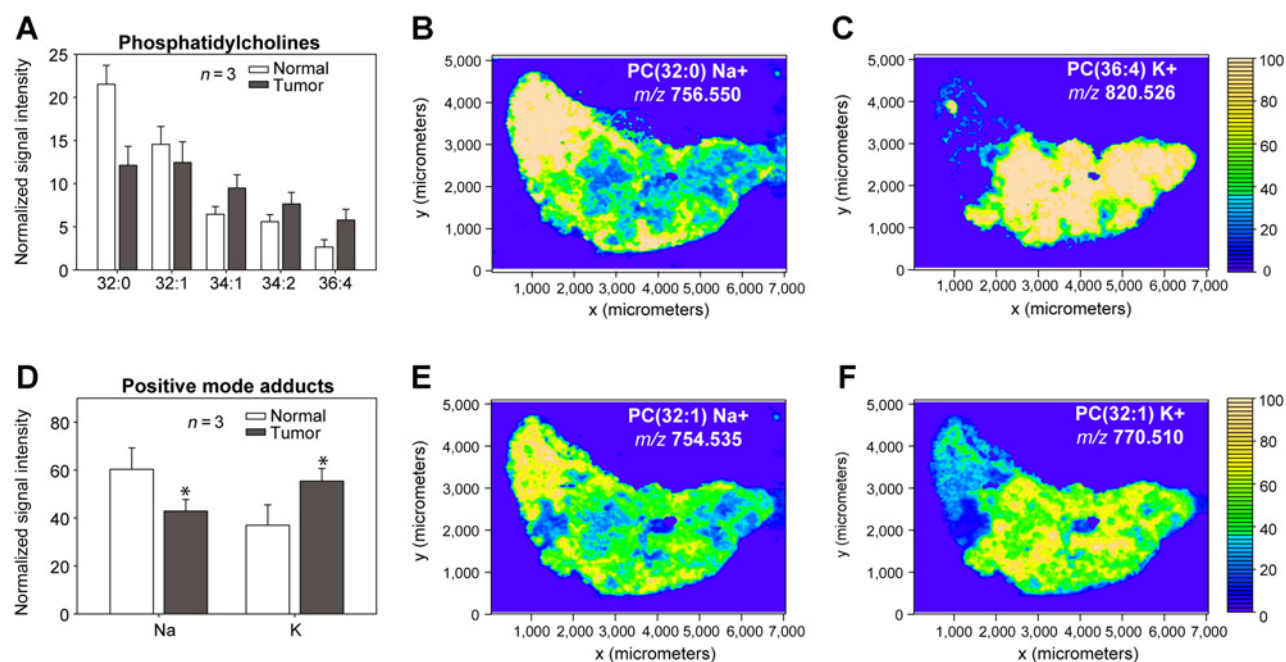 A
Phosphatidylcholines
n = 3
Normal
Tumor
Normalized signal intensity
25
20
15
10
5
0
32:0 32:1 34:1 34:2 36:4
B
PC(32:0) Na+
m/z 756.550
y (micrometers)
5,000
4,000
3,000
2,000
1,000
1,000 2,000 3,000 4,000 5,000 6,000 7,000
x (micrometers)
C
PC(36:4) K+
m/z 820.526
y (micrometers)
5,000
4,000
3,000
2,000
1,000
1,000 2,000 3,000 4,000 5,000 6,000 7,000
x (micrometers)
100
80
60
40
20
0
D
Positive mode adducts
n = 3
Normal
Tumor
Normalized signal intensity
80
60
40
60
0
* *
Na K
E
PC(32:1) Na+
m/z 754.535
y (micrometers)
5,000
4,000
3,000
2,000
1,000
1,000 2,000 3,000 4,000 5,000 6,000 7,000
x (micrometers)
F
PC(32:1) K+
m/z 770.510
y (micrometers)
5,000
4,000
3,000
2,000
1,000
1,000 2,000 3,000 4,000 5,000 6,000 7,000
x (micrometers)
100
80
60
40
20
0